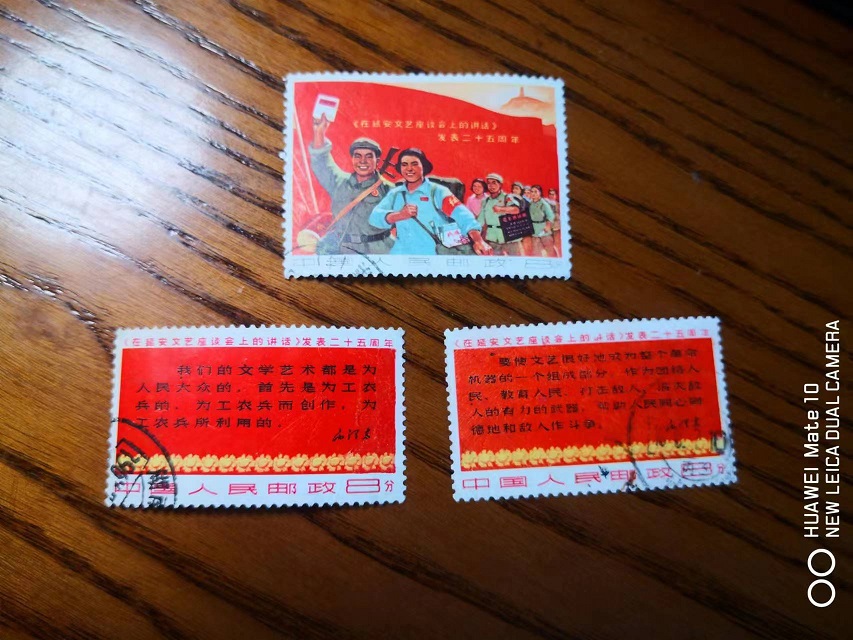 《在延安文艺座谈会上的讲话》
发表二十五周年
中国人民邮政8分
《在延安文艺座谈会上的讲话》发表二十五周年
我们的文学艺术都是为
人民大众的，首先是为工农
兵的，为工农兵而创作，为
工农兵所利用的。
毛泽东
中国人民邮政8分
《在延安文艺座谈会上的讲话》发表二十五周年
要使文艺很好地成为整个革命
机器的一个组成部分，作为团结人
民、教育人民、打击敌人、消灭敌
人的有力的武器，帮助人民同心同
德地和敌人作斗争。
毛泽东
中国人民邮政8分
HUAWEI Mate 10
NEW LEICA DUAL CAMERA